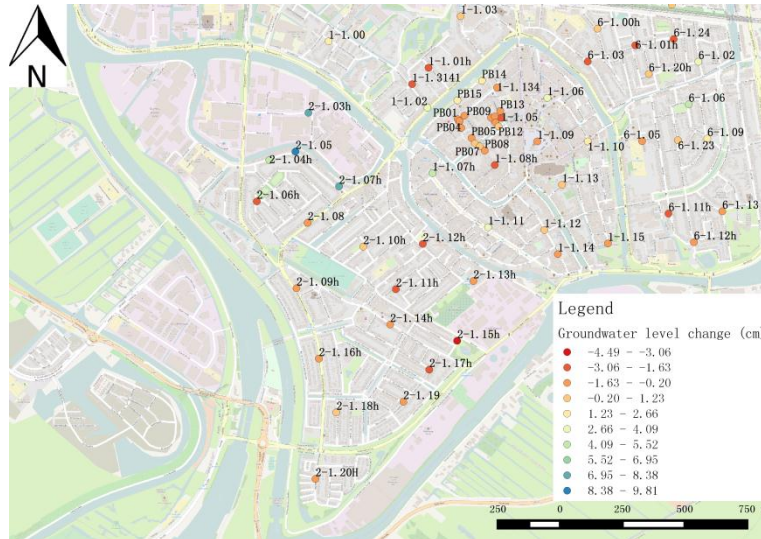 1-1.03
6-1.00h
6-1.24
1-1.00
6-1.01h
6-1.03
6-1.02
1-1.01h
6-1.20h
1-1.3141
PB14
1-1.134
N
PB15
1-1.06
1-1.02
6-1.06
2-1.03h
PB01
PB09
PB13
1-1.05
PB04
PB05
PB12
1-1.09
1-1.10
6-1.05
6-1.09
6-1.23
2-1.05
PB07
PB08
2-1.04h
1-1.07h
1-1.08h
2-1.07h
1-1.13
2-1.06h
6-1.11h
6-1.13
2-1.08
1-1.11
1-1.12
2-1.10h
2-1.12h
1-1.14
1-1.15
6-1.12h
2-1.09h
2-1.11h
2-1.13h
2-1.14h
2-1.15h
2-1.16h
2-1.17h
2-1.18h
2-1.19
2-1.20H
Legend
Groundwater level change (cm
-4.49 - -3.06
-3.06 - -1.63
-1.63 - -0.20
-0.20 - 1.23
1.23 - 2.66
2.66 - 4.09
4.09 - 5.52
5.52 - 6.95
6.95 - 8.38
8.38 - 9.81
250 0 250 500 750